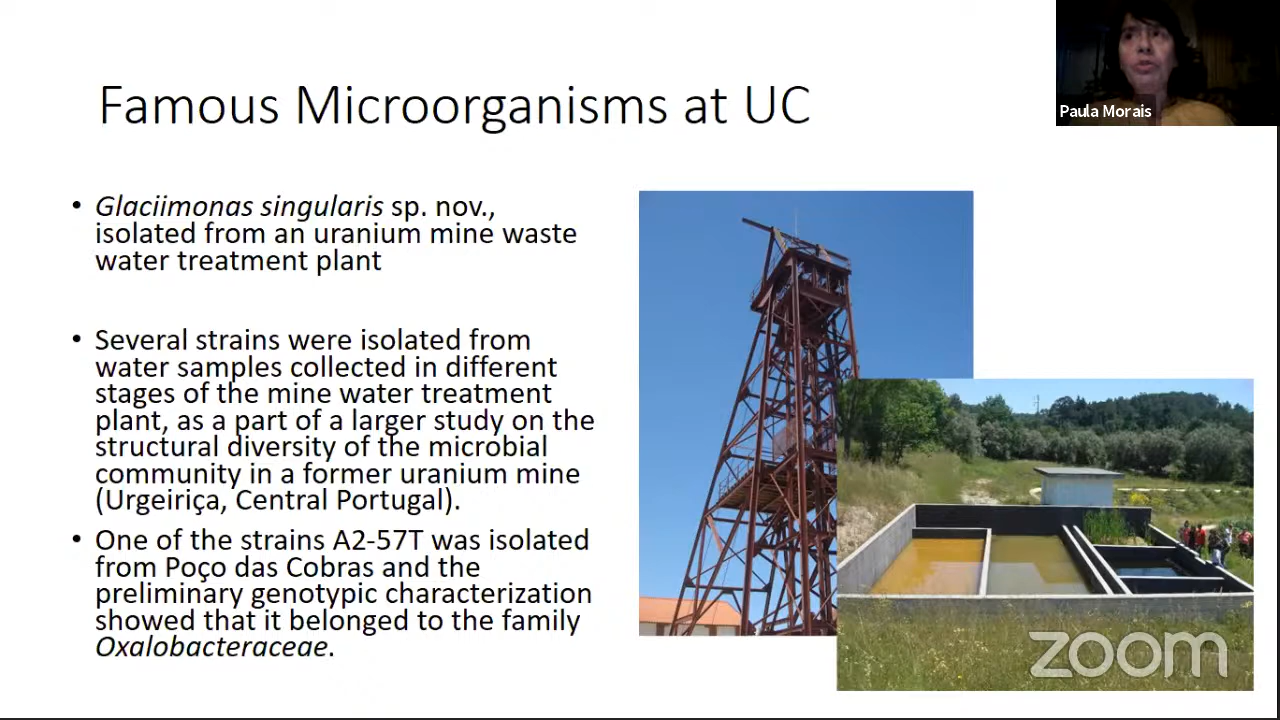 Famous Microorganisms at UC
Paula Morais
• Glaciimonas singularis sp. nov.,
isolated from an uranium mine waste
water treatment plant
• Several strains were isolated from
water samples collected in different
stages of the mine water treatment
plant, as a part of a larger study on the
structural diversity of the microbial
community in a former uranium mine
(Urgeiriça, Central Portugal).
• One of the strains A2-57T was isolated
from Poço das Cobras and the
preliminary genotypic characterization
showed that it belonged to the family
Oxalobacteraceae.
zoom